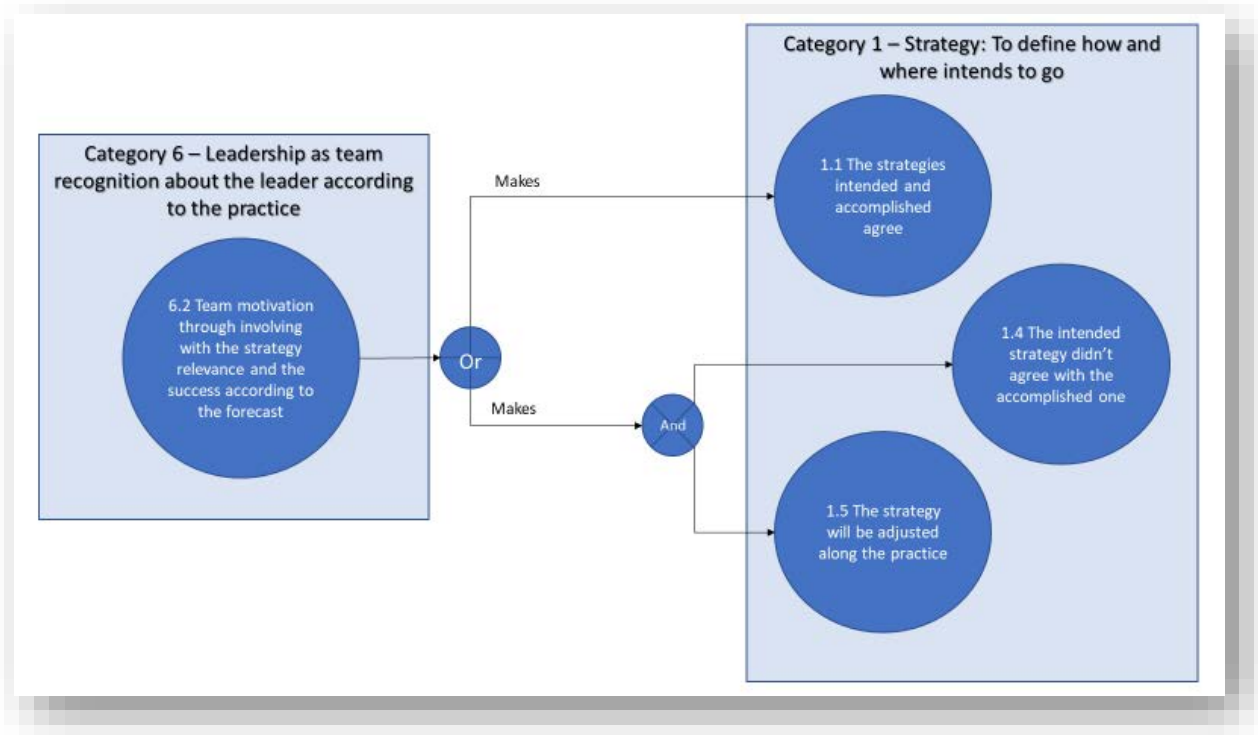 Category 6 – Leadership as team
recognition about the leader according
to the practice
6.2 Team motivation
through involving
with the strategy
relevance and the
success according to
the forecast
Or
Makes
Makes
And
Category 1 – Strategy: To define how and
where intends to go
1.1 The strategies
intended and
accomplished
agree
1.4 The intended
strategy didn't
agree with the
accomplished one
1.5 The strategy
will be adjusted
along the practice